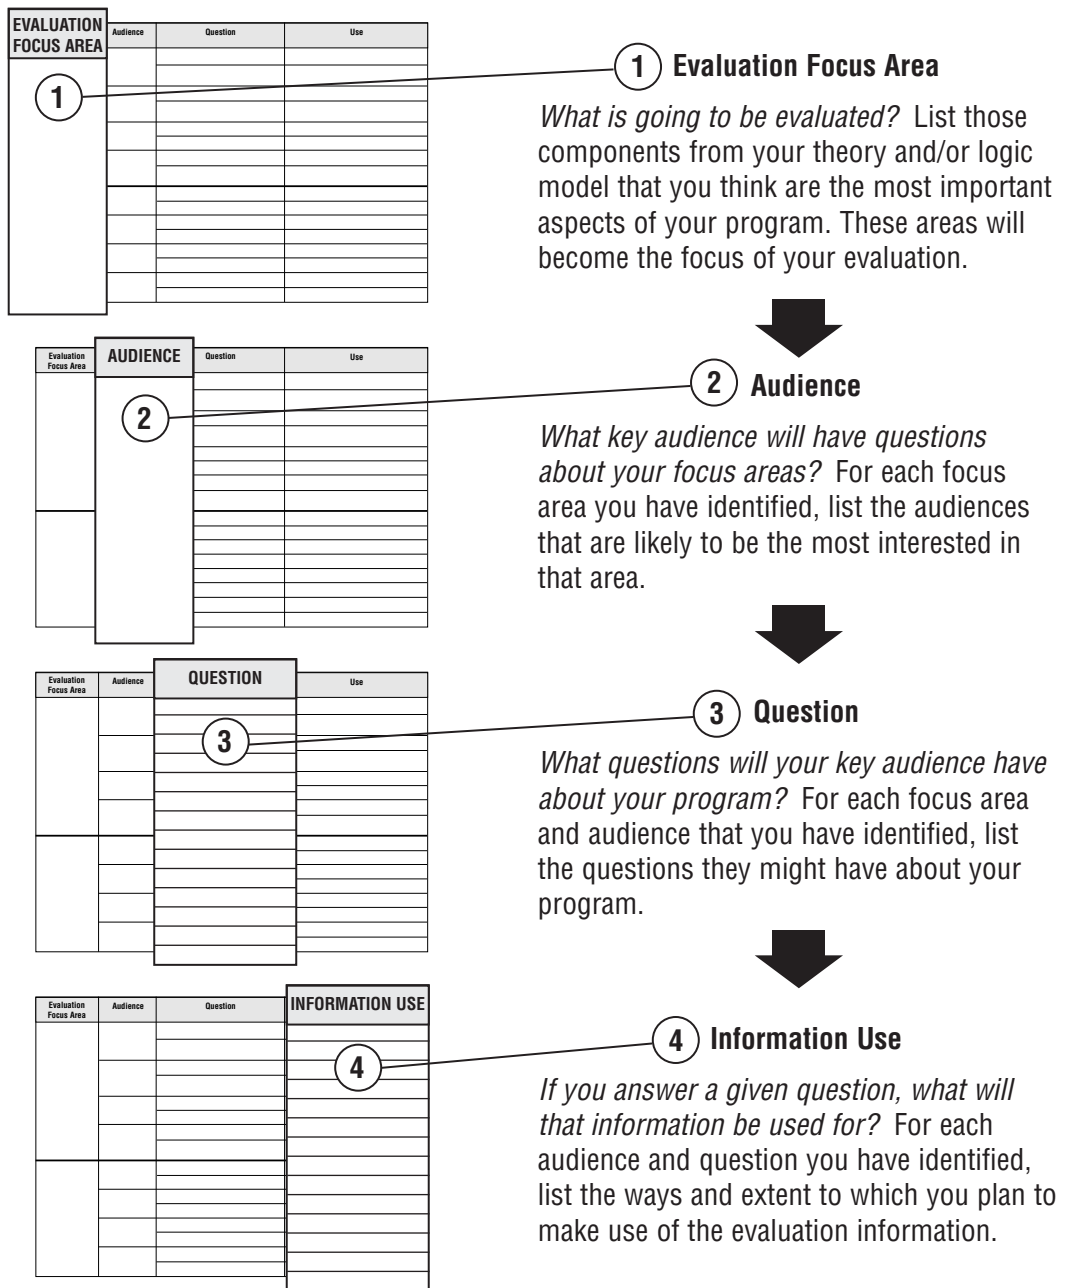 EVALUATION
FOCUS AREA
Audience
Question
Use
1
1 Evaluation Focus Area
What is going to be evaluated? List those
components from your theory and/or logic
model that you think are the most important
aspects of your program. These areas will
become the focus of your evaluation.
Evaluation
Focus Area
AUDIENCE
Question
Use
2
2 Audience
What key audience will have questions
about your focus areas? For each focus
area you have identified, list the audiences
that are likely to be the most interested in
that area.
Evaluation
Focus Area
Audience
QUESTION
Use
3
3 Question
What questions will your key audience have
about your program? For each focus area
and audience that you have identified, list
the questions they might have about your
program.
Evaluation
Focus Area
Audience
Question
INFORMATION USE
4
4 Information Use
If you answer a given question, what will
that information be used for? For each
audience and question you have identified,
list the ways and extent to which you plan to
make use of the evaluation information.